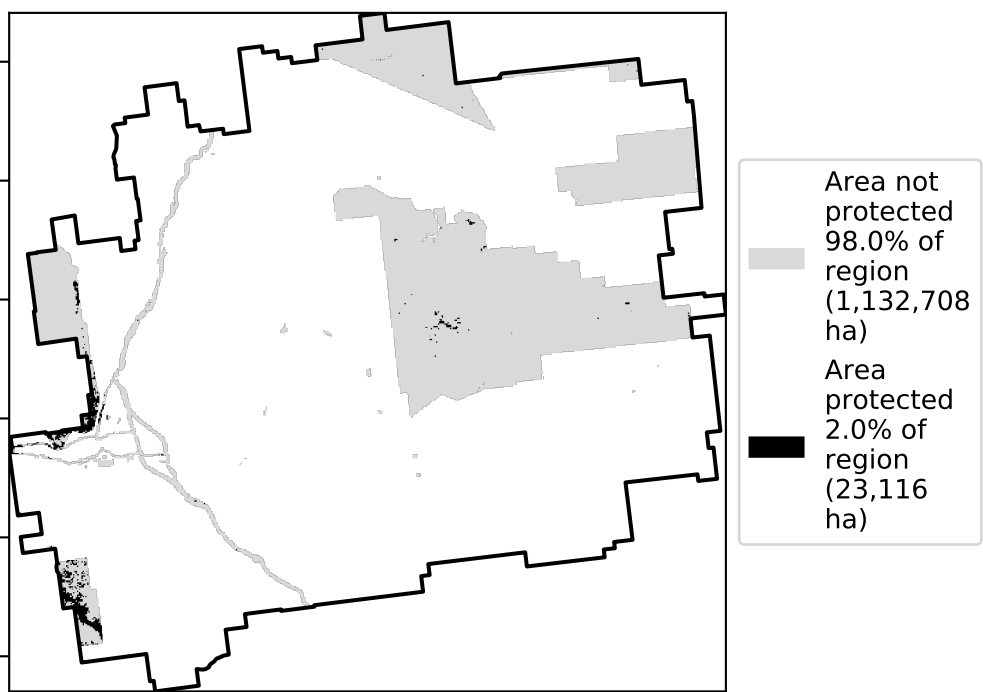 Area not
protected
98.0% of
region
(1,132,708
ha)
Area
protected
2.0% of
region
(23,116
ha)